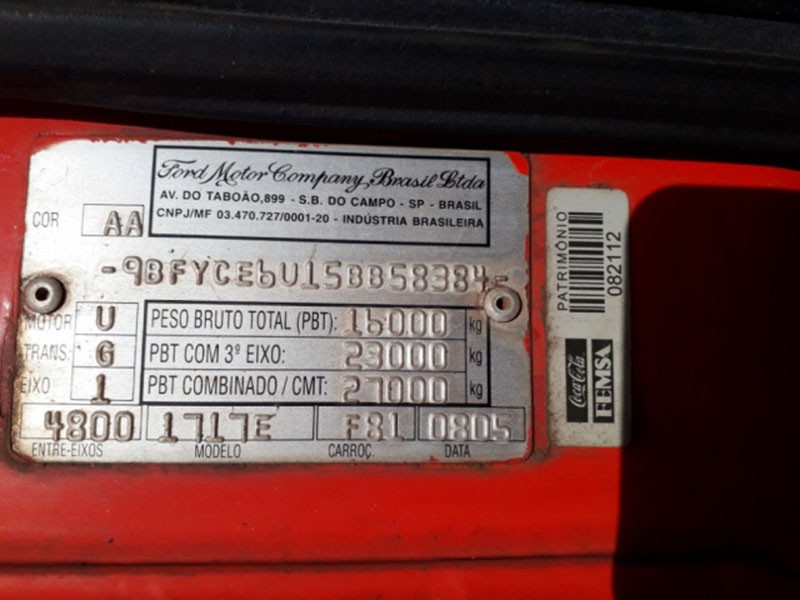 Ford Motor Company Brasil Ltda
AV. DO TABOÃO,899 - S.B. DO CAMPO - SP - BRASIL
CNPJ/MF 03.470.727/0001-20 - INDÚSTRIA BRASILEIRA
COR AA
-9BFYCE6U15BB58384-
MOTOR U PESO BRUTO TOTAL (PBT): 16000 kg
TRANS. G PBT COM 3º EIXO: 23000 kg
EIXO 1 PBT COMBINADO / CMT: 27000 kg
4800 1717E F81 0805
ENTRE-EIXOS MODELO CARROÇ. DATA
PATRIMÔNIO
082112
Coca-Cola
FEMSA